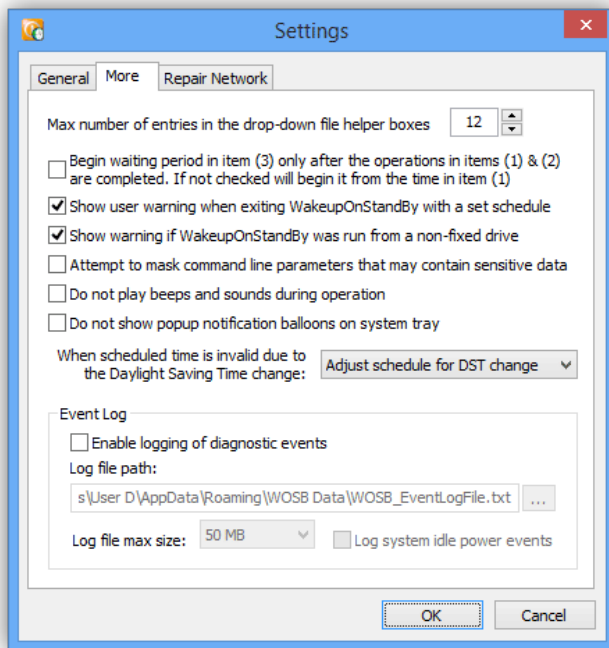 Settings
General More Repair Network
Max number of entries in the drop-down file helper boxes 12
Begin waiting period in item (3) only after the operations in items (1) & (2)
are completed. If not checked will begin it from the time in item (1)
Show user warning when exiting WakeupOnStandBy with a set schedule
Show warning if WakeupOnStandBy was run from a non-fixed drive
Attempt to mask command line parameters that may contain sensitive data
Do not play beeps and sounds during operation
Do not show popup notification balloons on system tray
When scheduled time is invalid due to
the Daylight Saving Time change: Adjust schedule for DST change
Event Log
Enable logging of diagnostic events
Log file path:
s\User D\AppData\Roaming\WOSB Data\WOSB_EventLogFile.txt ...
Log file max size: 50 MB Log system idle power events
OK Cancel